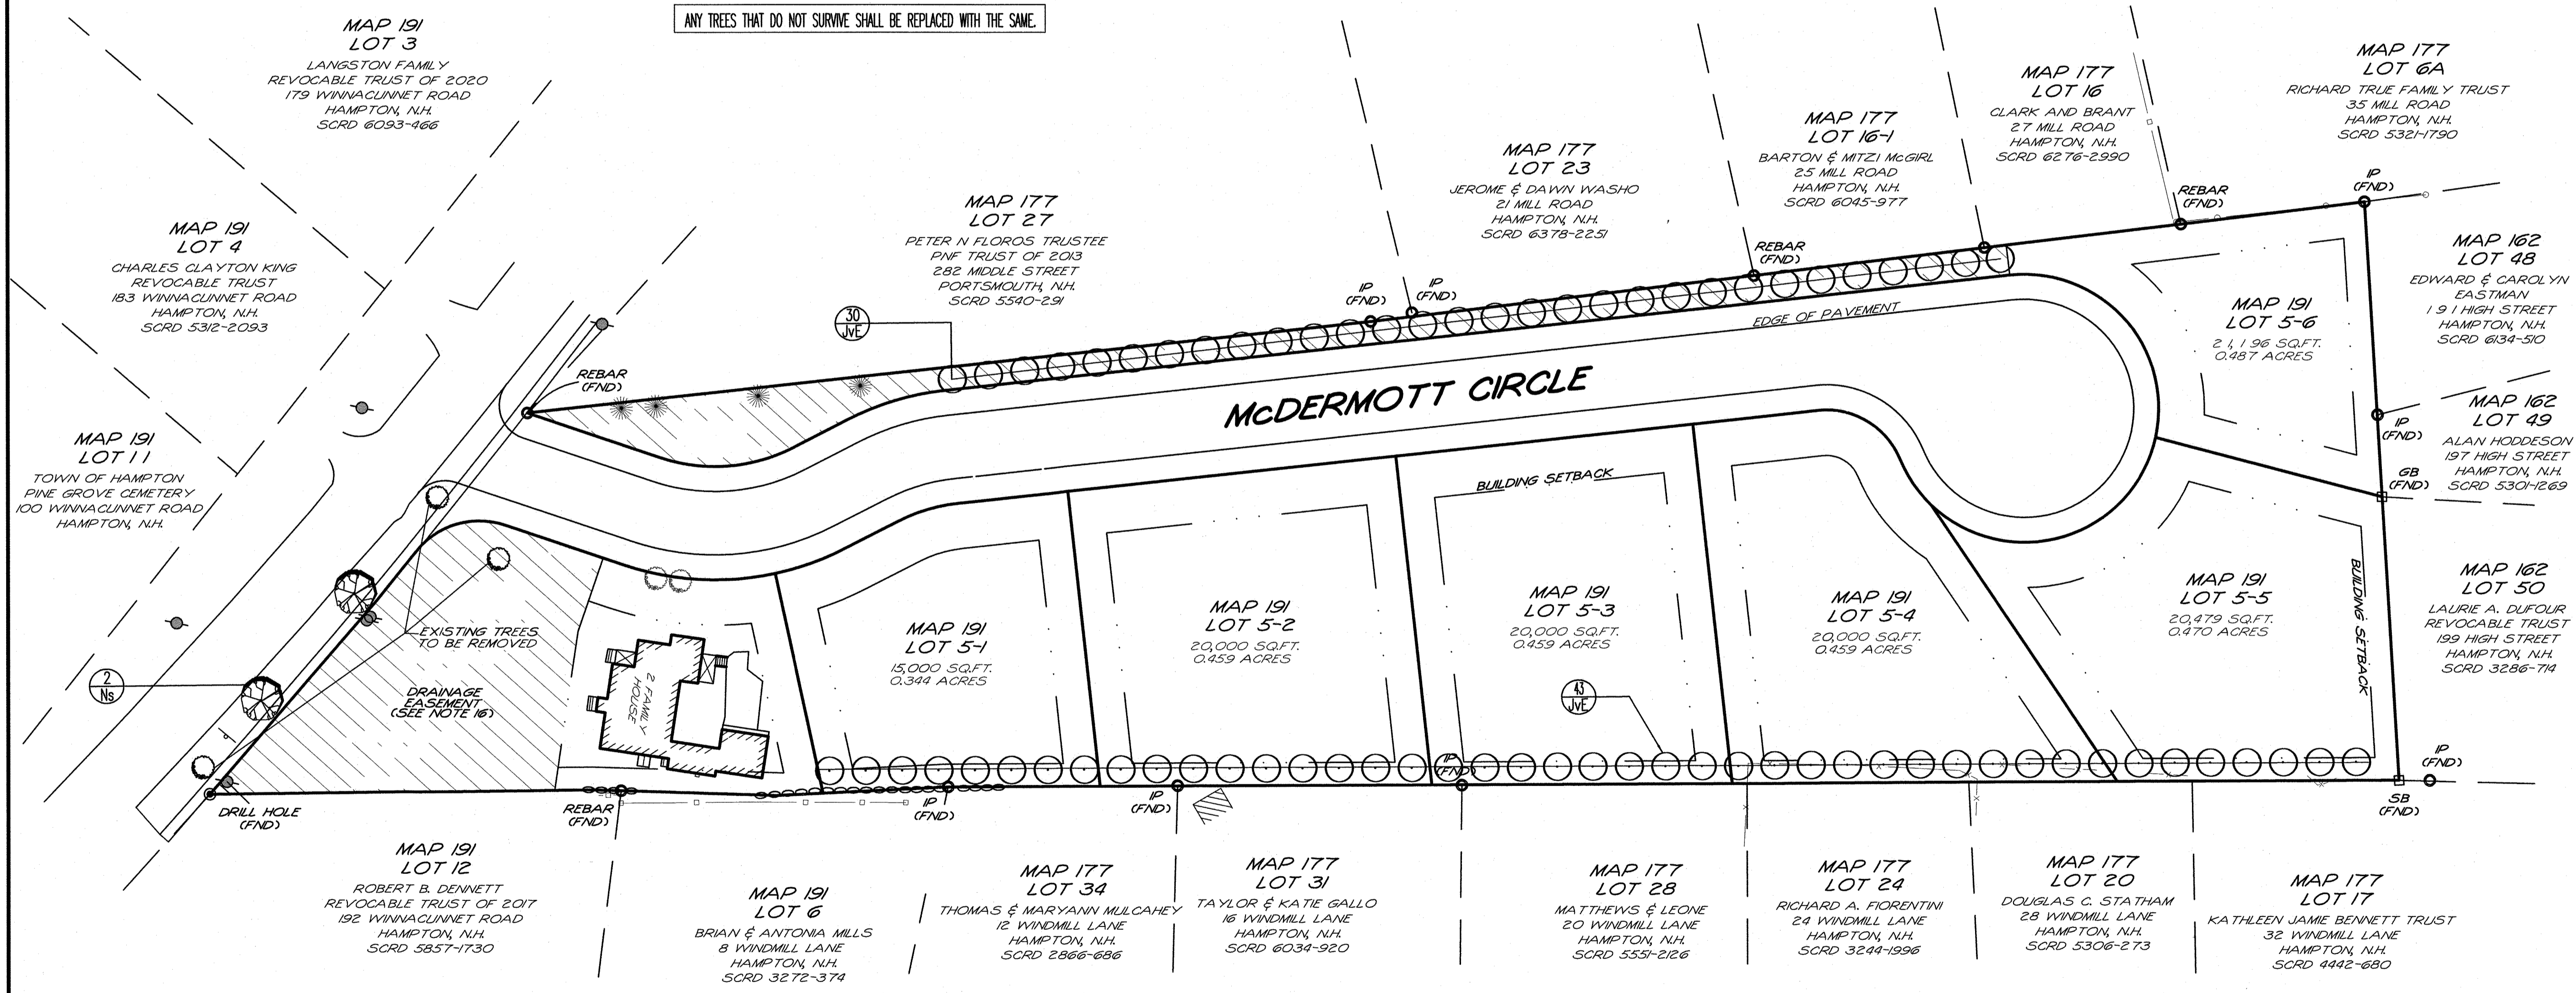 ANY TREES THAT DO NOT SURVIVE SHALL BE REPLACED WITH THE SAME.
MAP 191
LOT 3
LANGSTON FAMILY
REVOCABLE TRUST OF 2020
179 WINNACUNNET ROAD
HAMPTON, N.H.
SCRD 6093-466
MAP 191
LOT 4
CHARLES CLAYTON KING
REVOCABLE TRUST
183 WINNACUNNET ROAD
HAMPTON, N.H.
SCRD 5312-2093
MAP 191
LOT 11
TOWN OF HAMPTON
PINE GROVE CEMETERY
100 WINNACUNNET ROAD
HAMPTON, N.H.
MAP 177
LOT 27
PETER N FLOROS TRUSTEE
PNF TRUST OF 2013
282 MIDDLE STREET
PORTSMOUTH, N.H.
SCRD 5540-291
MAP 177
LOT 23
JEROME & DAWN WASHO
21 MILL ROAD
HAMPTON, N.H.
SCRD 6378-2251
MAP 177
LOT 16-1
BARTON & MITZI McGIRL
25 MILL ROAD
HAMPTON, N.H.
SCRD 6045-977
MAP 177
LOT 16
CLARK AND BRANT
27 MILL ROAD
HAMPTON, N.H.
SCRD 6276-2990
MAP 177
LOT 6A
RICHARD TRUE FAMILY TRUST
35 MILL ROAD
HAMPTON, N.H.
SCRD 5321-1790
REBAR
(FND)
IP
(FND)
REBAR
(FND)
IP
(FND)
IP
(FND)
30
JvE
REBAR
(FND)
EDGE OF PAVEMENT
McDERMOTT CIRCLE
MAP 191
LOT 5-6
21,196 SQ.FT.
0.487 ACRES
MAP 162
LOT 48
EDWARD & CAROLYN
EASTMAN
191 HIGH STREET
HAMPTON, N.H.
SCRD 6134-510
IP
(FND)
MAP 162
LOT 49
ALAN HODDESON
197 HIGH STREET
HAMPTON, N.H.
SCRD 5301-1269
GB
(FND)
BUILDING SETBACK
MAP 162
LOT 50
LAURIE A. DUFOUR
REVOCABLE TRUST
199 HIGH STREET
HAMPTON, N.H.
SCRD 3286-714
BUILDING SETBACK
EXISTING TREES
TO BE REMOVED
2
Ns
DRAINAGE
EASEMENT
(SEE NOTE 16)
2 FAMILY
HOUSE
MAP 191
LOT 5-1
15,000 SQ.FT.
0.344 ACRES
MAP 191
LOT 5-2
20,000 SQ.FT.
0.459 ACRES
MAP 191
LOT 5-3
20,000 SQ.FT.
0.459 ACRES
43
JvE
MAP 191
LOT 5-4
20,000 SQ.FT.
0.459 ACRES
MAP 191
LOT 5-5
20,479 SQ.FT.
0.470 ACRES
DRILL HOLE
(FND)
REBAR
(FND)
IP
(FND)
IP
(FND)
IP
(FND)
SB
(FND)
IP
(FND)
MAP 191
LOT 12
ROBERT B. DENNETT
REVOCABLE TRUST OF 2017
192 WINNACUNNET ROAD
HAMPTON, N.H.
SCRD 5857-1730
MAP 191
LOT 6
BRIAN & ANTONIA MILLS
8 WINDMILL LANE
HAMPTON, N.H.
SCRD 3272-374
MAP 177
LOT 34
THOMAS & MARYANN MULCAHEY
12 WINDMILL LANE
HAMPTON, N.H.
SCRD 2866-686
MAP 177
LOT 31
TAYLOR & KATIE GALLO
16 WINDMILL LANE
HAMPTON, N.H.
SCRD 6034-920
MAP 177
LOT 28
MATTHEWS & LEONE
20 WINDMILL LANE
HAMPTON, N.H.
SCRD 5551-2126
MAP 177
LOT 24
RICHARD A. FIORENTINI
24 WINDMILL LANE
HAMPTON, N.H.
SCRD 3244-1996
MAP 177
LOT 20
DOUGLAS C. STATHAM
28 WINDMILL LANE
HAMPTON, N.H.
SCRD 5306-273
MAP 177
LOT 17
KATHLEEN JAMIE BENNETT TRUST
32 WINDMILL LANE
HAMPTON, N.H.
SCRD 4442-680